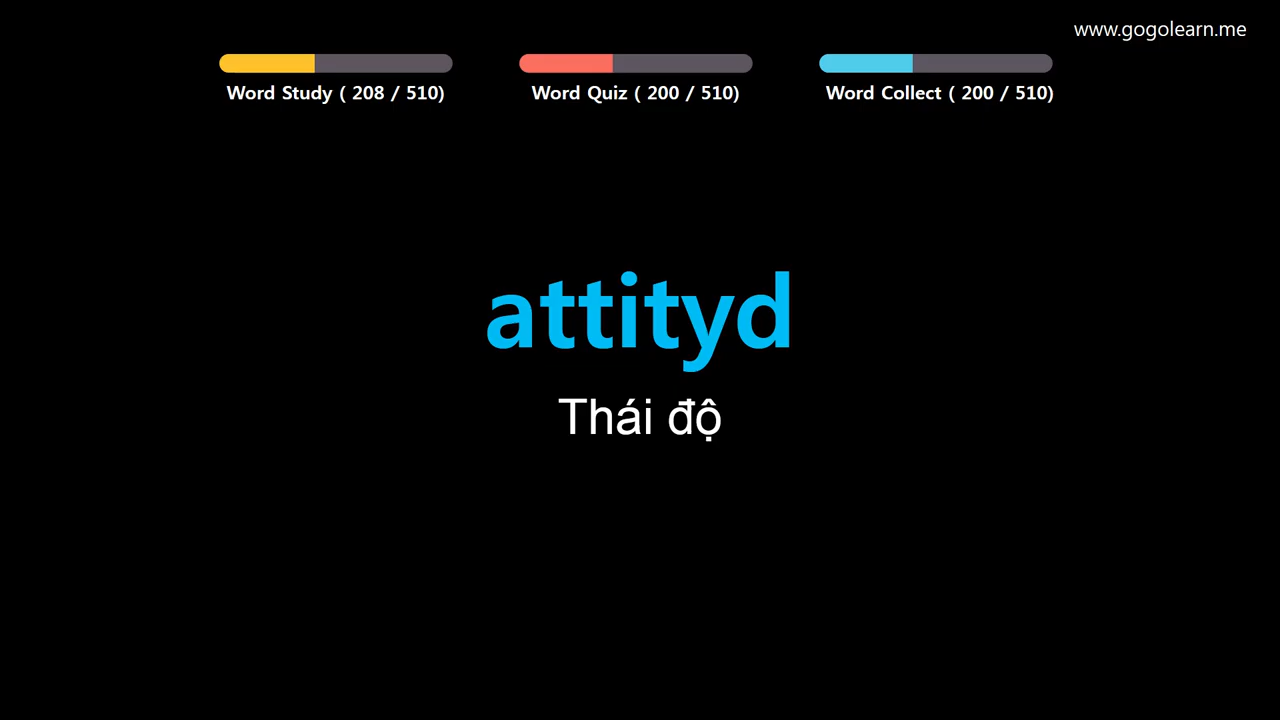 www.gogolearn.me
Word Study ( 208 / 510)
Word Quiz ( 200 / 510)
Word Collect ( 200 / 510)
attityd
Thái độ